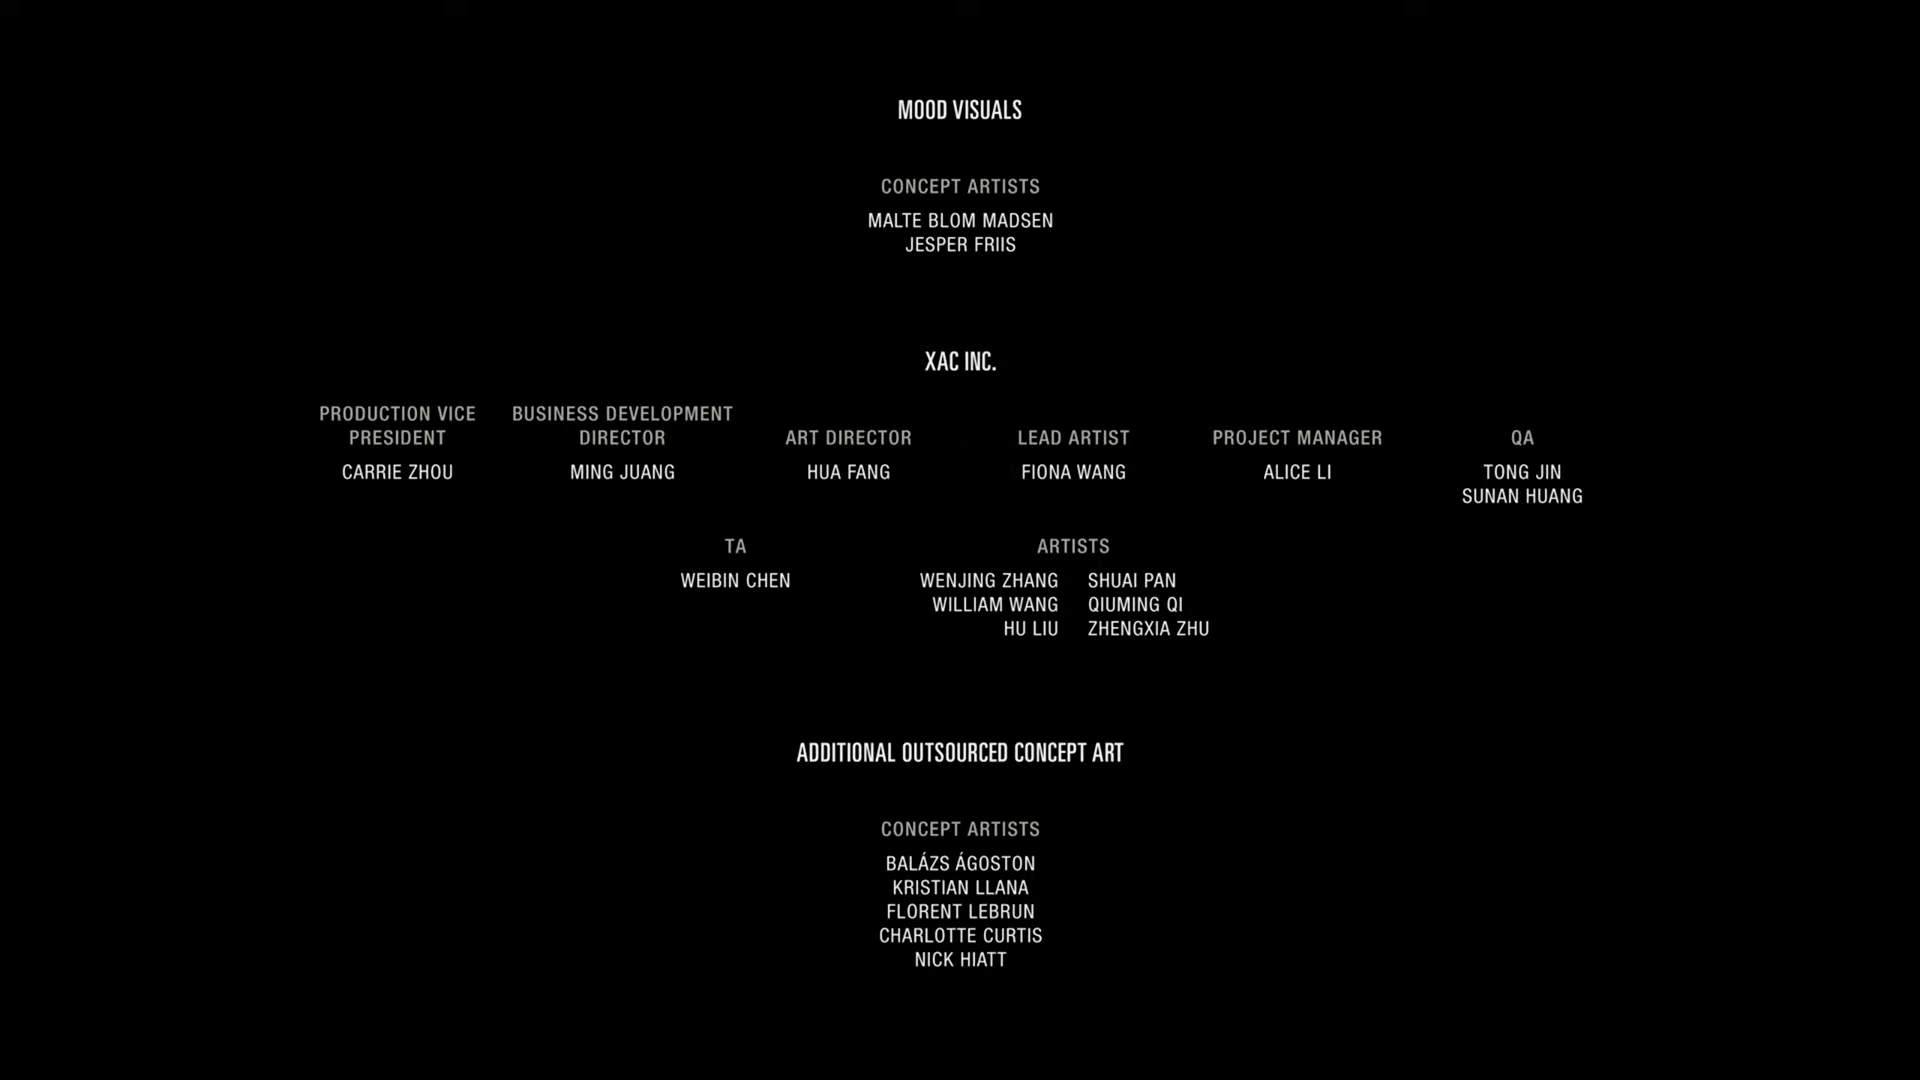 MOOD VISUALS
CONCEPT ARTISTS
MALTE BLOM MADSEN
JESPER FRIIS
XAC INC.
PRODUCTION VICE
PRESIDENT
CARRIE ZHOU
BUSINESS DEVELOPMENT
DIRECTOR
MING JUANG
ART DIRECTOR
HUA FANG
LEAD ARTIST
FIONA WANG
PROJECT MANAGER
ALICE LI
QA
TONG JIN
SUNAN HUANG
TA
WEIBIN CHEN
ARTISTS
WENJING ZHANG SHUAI PAN
WILLIAM WANG QIUMING QI
HU LIU ZHENGXIA ZHU
ADDITIONAL OUTSOURCED CONCEPT ART
CONCEPT ARTISTS
BALÁZS ÁGOSTON
KRISTIAN LLANA
FLORENT LEBRUN
CHARLOTTE CURTIS
NICK HIATT